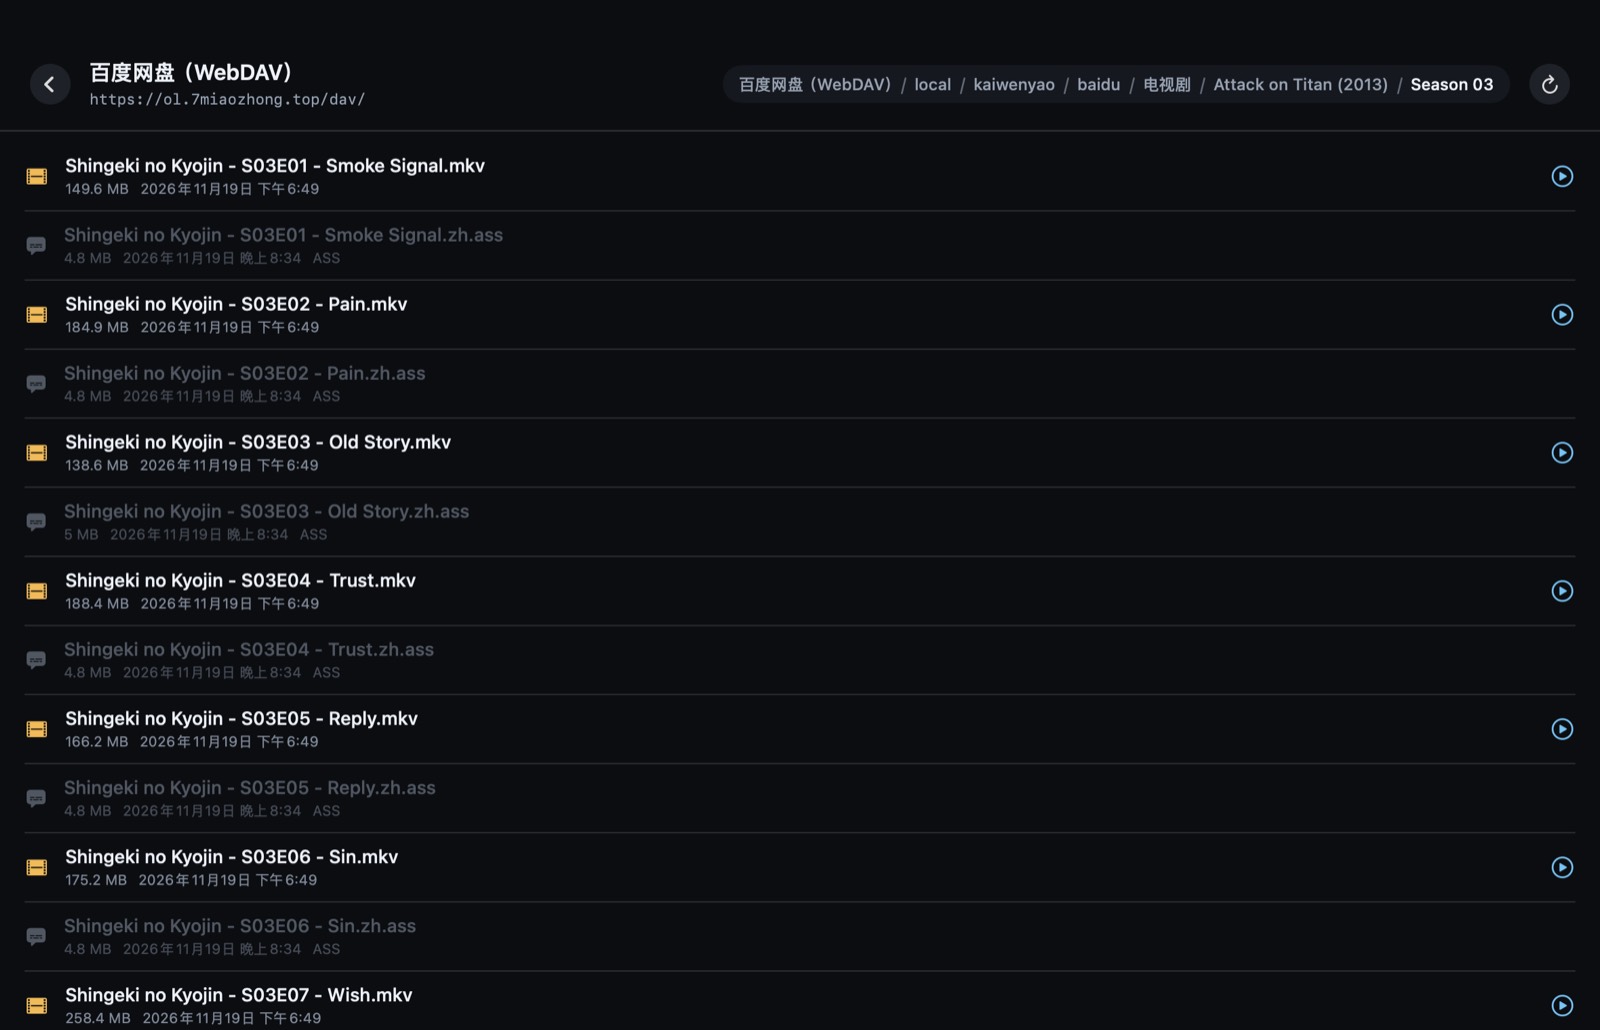 百度网盘（WebDAV）
https://ol.7miaozhong.top/dav/
百度网盘（WebDAV） / local / kaiwenyao / baidu / 电视剧 / Attack on Titan (2013) / Season 03
Shingeki no Kyojin - S03E01 - Smoke Signal.mkv
149.6 MB 2026年11月19日 下午6:49
Shingeki no Kyojin - S03E01 - Smoke Signal.zh.ass
4.8 MB 2026年11月19日 晚上8:34 ASS
Shingeki no Kyojin - S03E02 - Pain.mkv
184.9 MB 2026年11月19日 下午6:49
Shingeki no Kyojin - S03E02 - Pain.zh.ass
4.8 MB 2026年11月19日 晚上8:34 ASS
Shingeki no Kyojin - S03E03 - Old Story.mkv
138.6 MB 2026年11月19日 下午6:49
Shingeki no Kyojin - S03E03 - Old Story.zh.ass
5 MB 2026年11月19日 晚上8:34 ASS
Shingeki no Kyojin - S03E04 - Trust.mkv
188.4 MB 2026年11月19日 下午6:49
Shingeki no Kyojin - S03E04 - Trust.zh.ass
4.8 MB 2026年11月19日 晚上8:34 ASS
Shingeki no Kyojin - S03E05 - Reply.mkv
166.2 MB 2026年11月19日 下午6:49
Shingeki no Kyojin - S03E05 - Reply.zh.ass
4.8 MB 2026年11月19日 晚上8:34 ASS
Shingeki no Kyojin - S03E06 - Sin.mkv
175.2 MB 2026年11月19日 下午6:49
Shingeki no Kyojin - S03E06 - Sin.zh.ass
4.8 MB 2026年11月19日 晚上8:34 ASS
Shingeki no Kyojin - S03E07 - Wish.mkv
258.4 MB 2026年11月19日 下午6:49